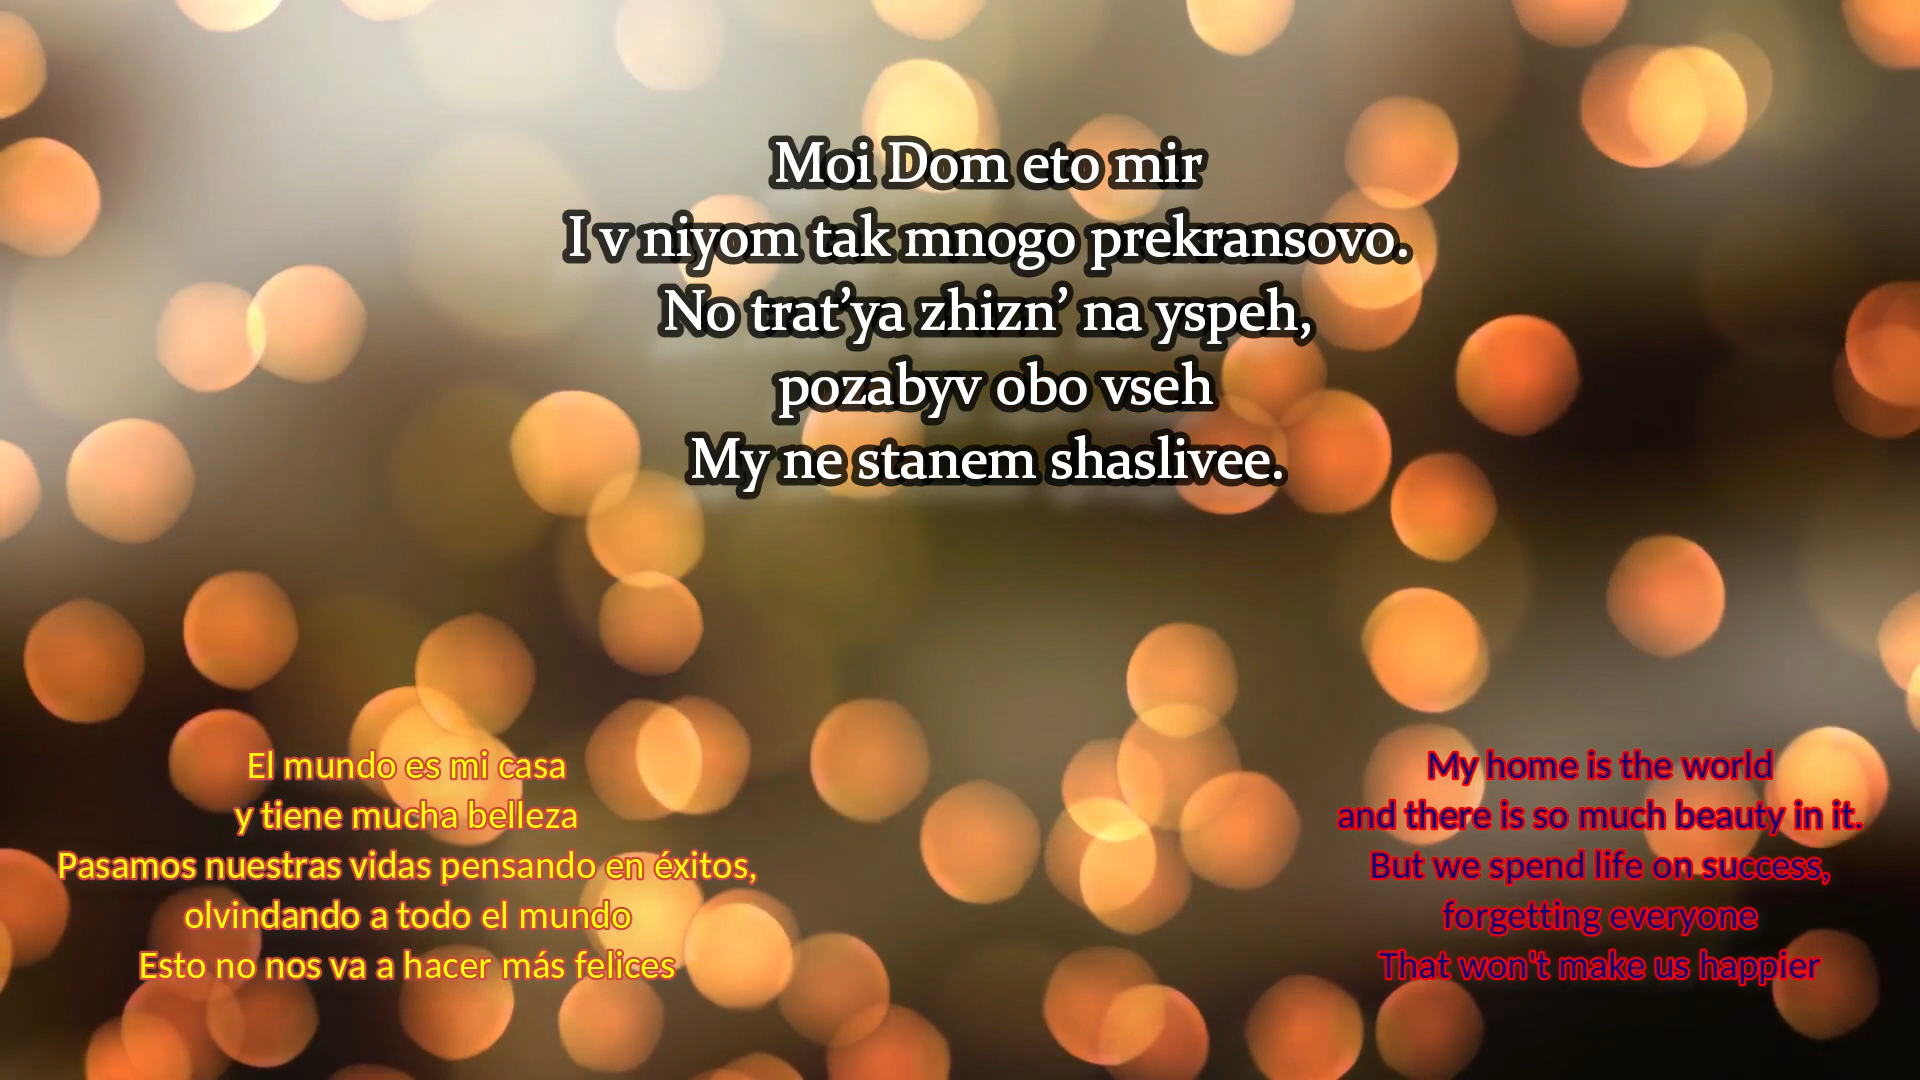 Moi Dom eto mir
I v niyom tak mnogo prekransovo.
No trat’ya zhizn’ na yspeh,
pozabyv obo vseh
My ne stanem shaslivee.
El mundo es mi casa
y tiene mucha belleza
Pasamos nuestras vidas pensando en éxitos,
olvindando a todo el mundo
Esto no nos va a hacer más felices
My home is the world
and there is so much beauty in it.
But we spend life on success,
forgetting everyone
That won't make us happier